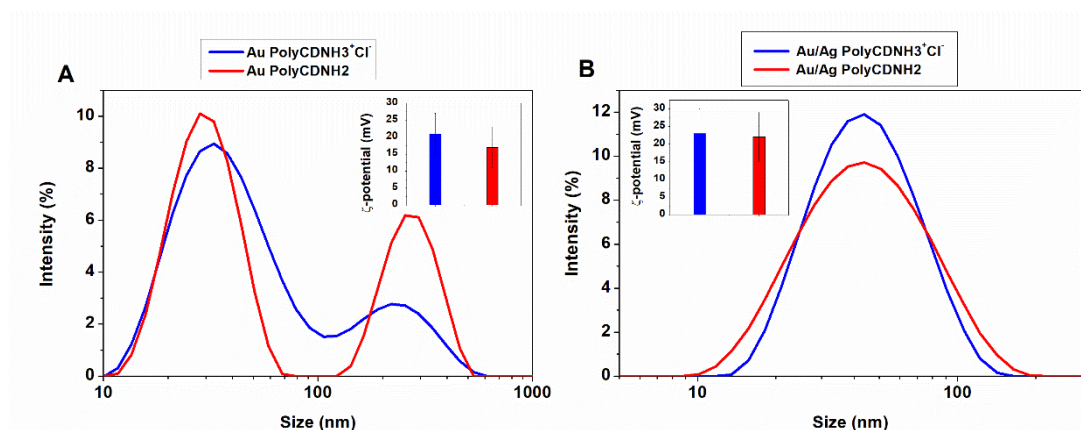 A
Au PolyCDNH3⁺Cl⁻
Au PolyCDNH2
Intensity (%)
10
8
6
4
2
0
ζ-potential (mV)
30
25
20
15
10
5
0
10
100
1000
Size (nm)
B
Au/Ag PolyCDNH3⁺Cl⁻
Au/Ag PolyCDNH2
Intensity (%)
12
10
8
6
4
2
0
ζ-potential (mV)
30
25
20
15
10
5
0
10
100
Size (nm)